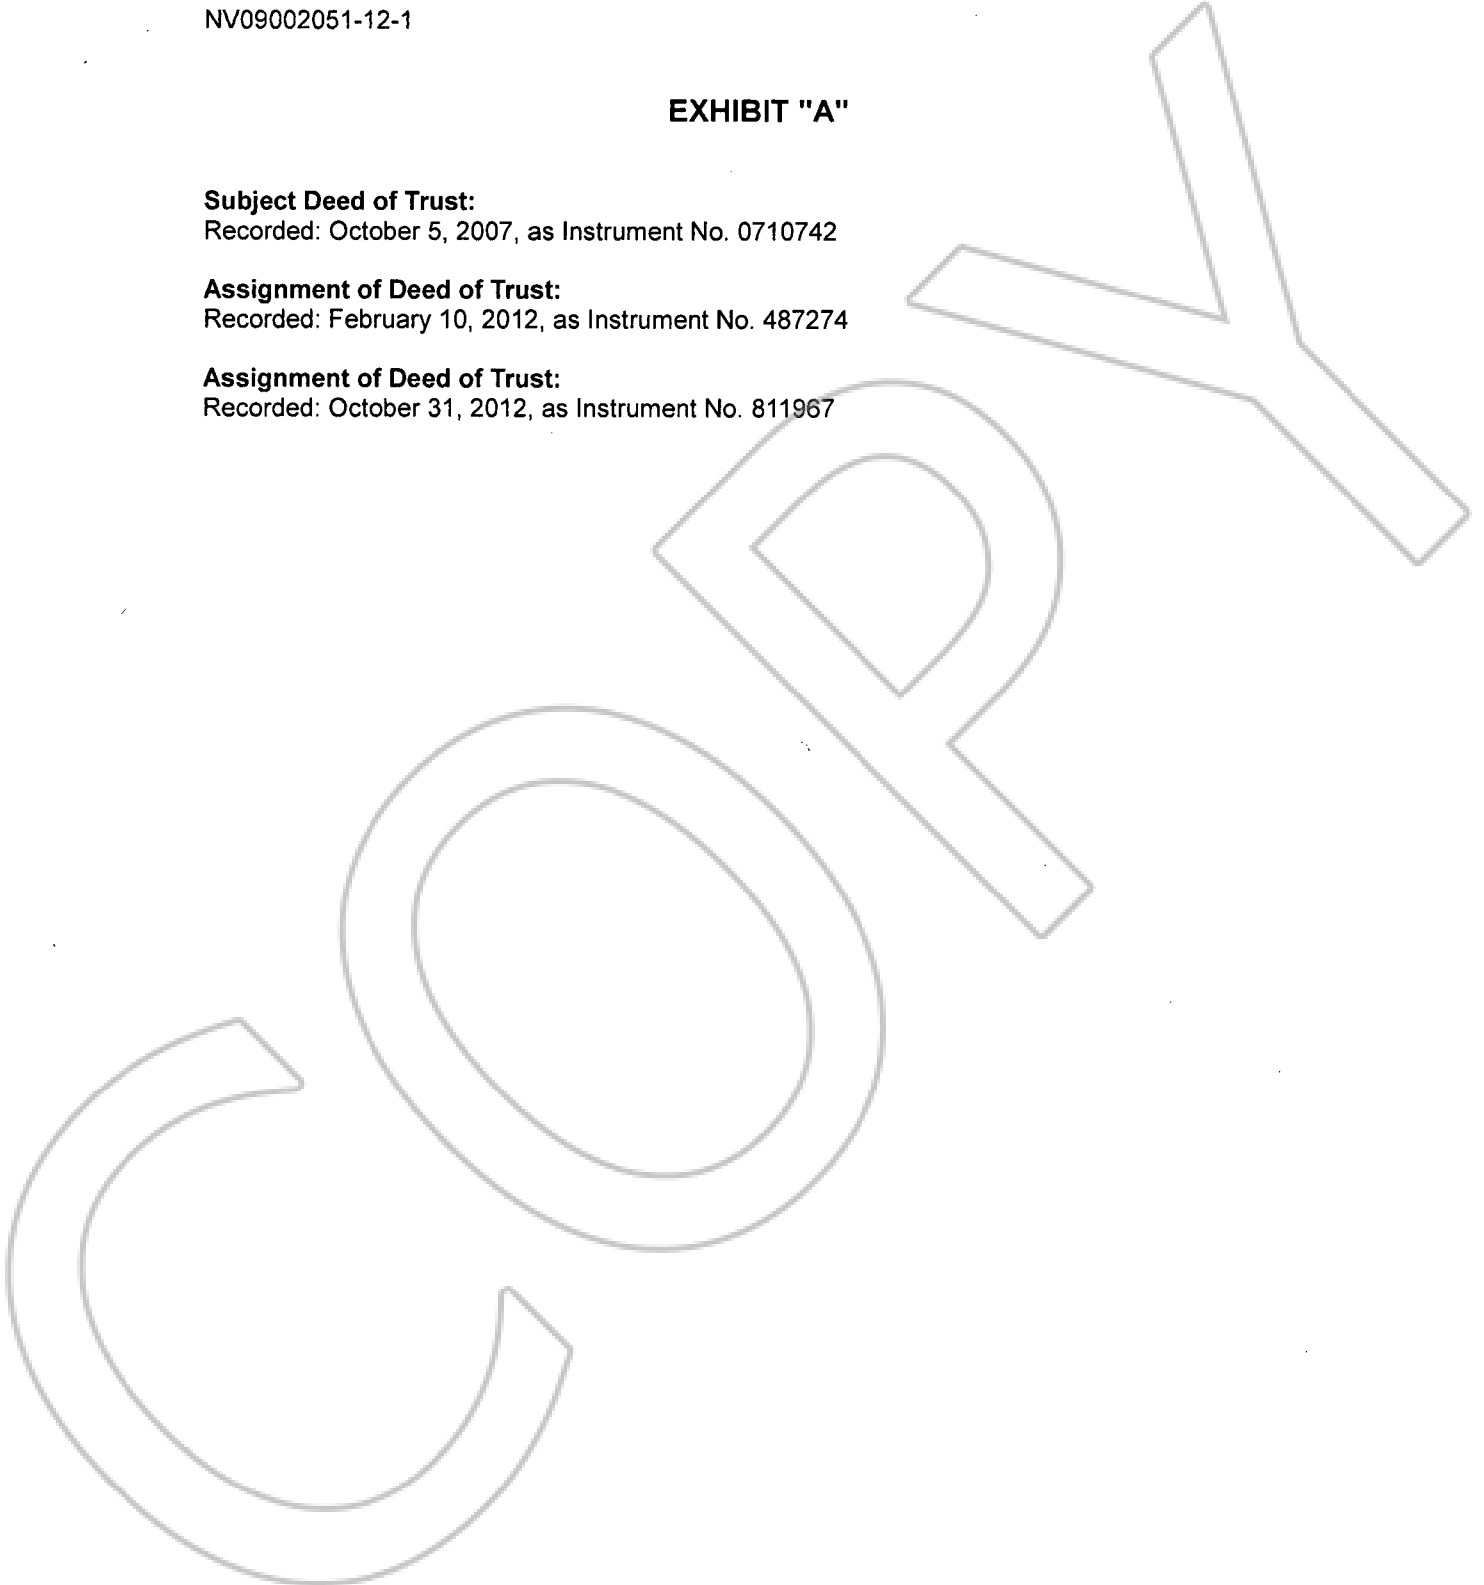 NV09002051-12-1
EXHIBIT "A"
Subject Deed of Trust:
Recorded: October 5, 2007, as Instrument No. 0710742
Assignment of Deed of Trust:
Recorded: February 10, 2012, as Instrument No. 487274
Assignment of Deed of Trust:
Recorded: October 31, 2012, as Instrument No. 811967
COPY